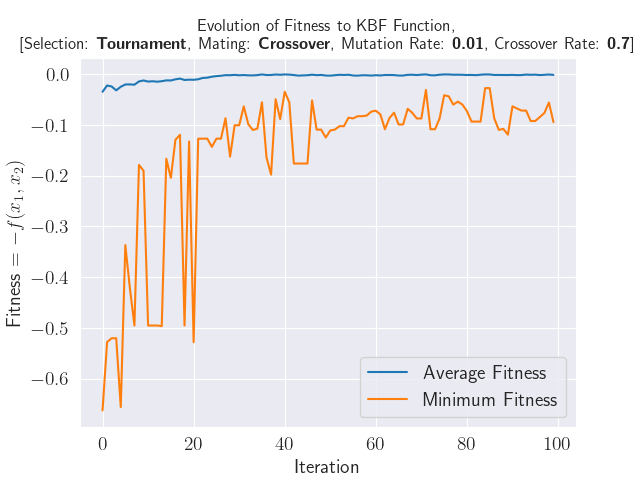 Evolution of Fitness to KBF Function,
[Selection: Tournament, Mating: Crossover, Mutation Rate: 0.01, Crossover Rate: 0.7]
0.0
−0.1
−0.2
−0.3
−0.4
−0.5
−0.6
Fitness = −f(x₁, x₂)
Average Fitness
Minimum Fitness
0 20 40 60 80 100
Iteration